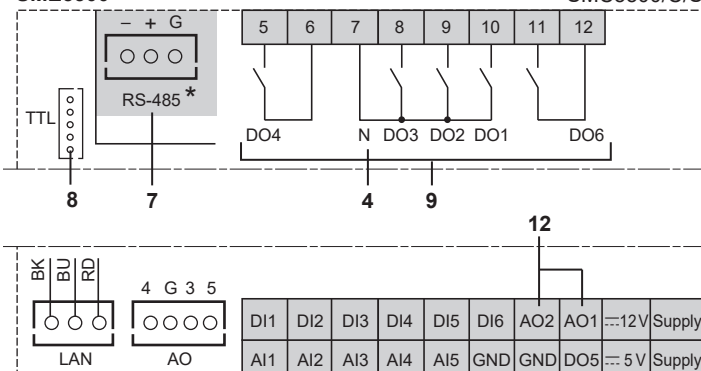 − + G
5 6 7 8 9 10 11 12
RS-485 *
TTL
DO4 N DO3 DO2 DO1 DO6
8 7 4 9
12
BK BU RD
4 G 3 5
DI1 DI2 DI3 DI4 DI5 DI6 AO2 AO1 ⎓12V Supply
AI1 AI2 AI3 AI4 AI5 GND GND DO5 ⎓ 5 V Supply
LAN AO